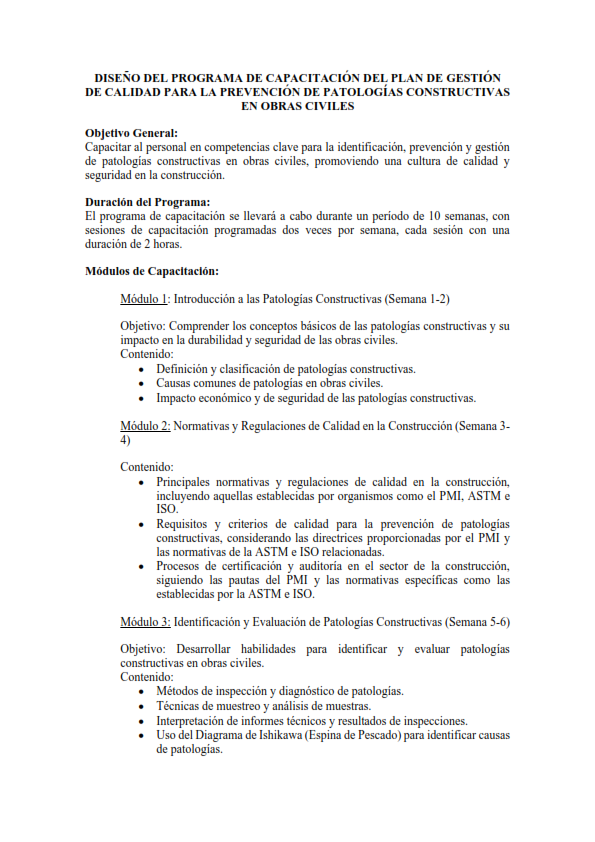 DISEÑO DEL PROGRAMA DE CAPACITACIÓN DEL PLAN DE GESTIÓN
DE CALIDAD PARA LA PREVENCIÓN DE PATOLOGÍAS CONSTRUCTIVAS
EN OBRAS CIVILES
Objetivo General:
Capacitar al personal en competencias clave para la identificación, prevención y gestión
de patologías constructivas en obras civiles, promoviendo una cultura de calidad y
seguridad en la construcción.
Duración del Programa:
El programa de capacitación se llevará a cabo durante un período de 10 semanas, con
sesiones de capacitación programadas dos veces por semana, cada sesión con una
duración de 2 horas.
Módulos de Capacitación:
Módulo 1: Introducción a las Patologías Constructivas (Semana 1-2)
Objetivo: Comprender los conceptos básicos de las patologías constructivas y su
impacto en la durabilidad y seguridad de las obras civiles.
Contenido:
• Definición y clasificación de patologías constructivas.
• Causas comunes de patologías en obras civiles.
• Impacto económico y de seguridad de las patologías constructivas.
Módulo 2: Normativas y Regulaciones de Calidad en la Construcción (Semana 3-
4)
Contenido:
• Principales normativas y regulaciones de calidad en la construcción,
incluyendo aquellas establecidas por organismos como el PMI, ASTM e
ISO.
• Requisitos y criterios de calidad para la prevención de patologías
constructivas, considerando las directrices proporcionadas por el PMI y
las normativas de la ASTM e ISO relacionadas.
• Procesos de certificación y auditoría en el sector de la construcción,
siguiendo las pautas del PMI y las normativas específicas como las
establecidas por la ASTM e ISO.
Módulo 3: Identificación y Evaluación de Patologías Constructivas (Semana 5-6)
Objetivo: Desarrollar habilidades para identificar y evaluar patologías
constructivas en obras civiles.
Contenido:
• Métodos de inspección y diagnóstico de patologías.
• Técnicas de muestreo y análisis de muestras.
• Interpretación de informes técnicos y resultados de inspecciones.
• Uso del Diagrama de Ishikawa (Espina de Pescado) para identificar causas
de patologías.